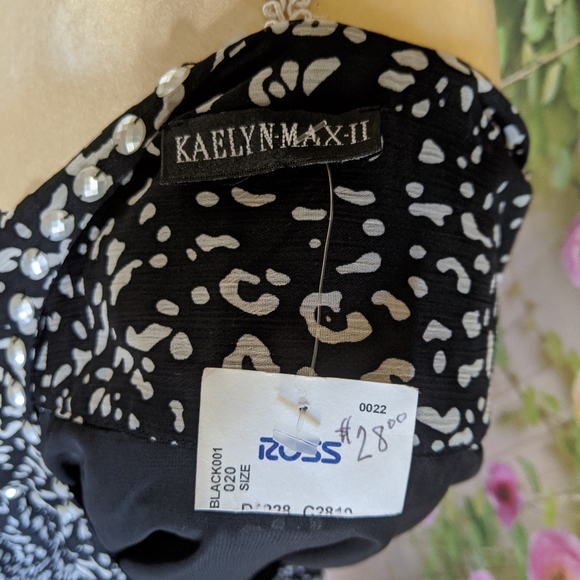 KAELYN-MAX-II
0022
ROSS
$28.00
BLACK001
020
SIZE